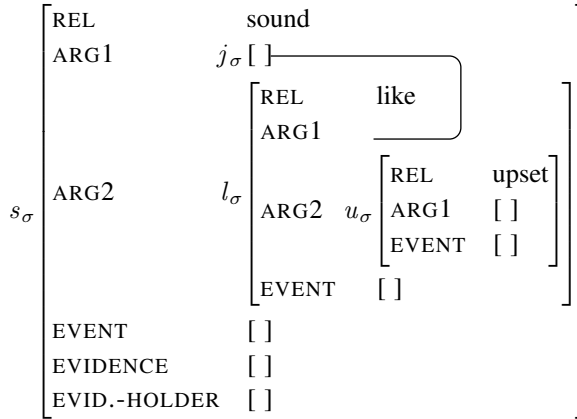 REL sound
ARG1 jσ [ ]
REL like
ARG1
REL upset
sσ ARG2 lσ ARG2 uσ ARG1 [ ]
EVENT [ ]
EVENT [ ]
EVENT [ ]
EVIDENCE [ ]
EVID.-HOLDER [ ]